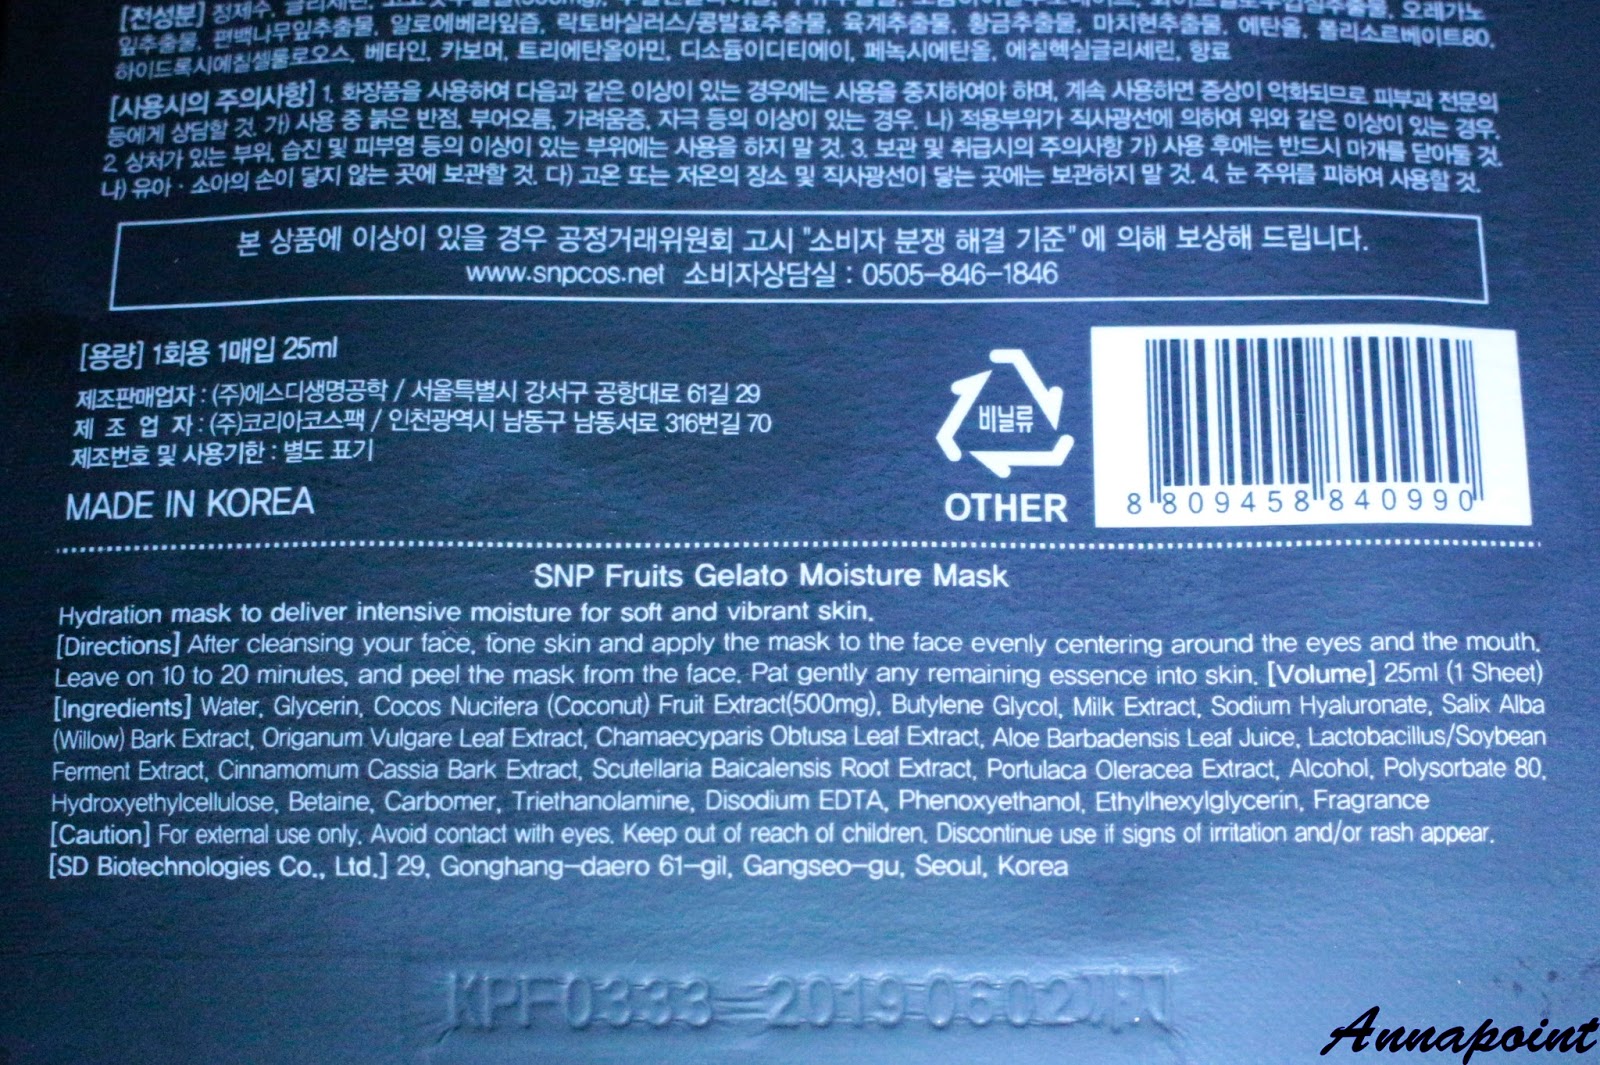 [전성분] 정제수, 글리세린,
잎추출물, 편백나무잎추출물, 알로에베라잎즙, 락토바실러스/콩발효추출물, 육계추출물, 황금추출물, 마치현추출물, 에탄올, 폴리소르베이트80,
하이드록시에칠셀룰로오스, 베타인, 카보머, 트리에탄올아민, 디소듐이디티에이, 페녹시에탄올, 에칠헥실글리세린, 향료
[사용시의 주의사항] 1. 화장품을 사용하여 다음과 같은 이상이 있는 경우에는 사용을 중지하여야 하며, 계속 사용하면 증상이 악화되므로 피부과 전문의
등에게 상담할 것. 가) 사용 중 붉은 반점, 부어오름, 가려움증, 자극 등의 이상이 있는 경우. 나) 적용부위가 직사광선에 의하여 위와 같은 이상이 있는 경우.
2. 상처가 있는 부위, 습진 및 피부염 등의 이상이 있는 부위에는 사용을 하지 말 것. 3. 보관 및 취급시의 주의사항 가) 사용 후에는 반드시 마개를 닫아둘 것.
나) 유아·소아의 손이 닿지 않는 곳에 보관할 것. 다) 고온 또는 저온의 장소 및 직사광선이 닿는 곳에는 보관하지 말 것. 4. 눈 주위를 피하여 사용할 것.
본 상품에 이상이 있을 경우 공정거래위원회 고시 "소비자 분쟁 해결 기준"에 의해 보상해 드립니다.
www.snpcos.net 소비자상담실 : 0505-846-1846
[용량] 1회용 1매입 25ml
제조판매업자 : (주)에스디생명공학 / 서울특별시 강서구 공항대로 61길 29
제 조 업 자 : (주)코리아코스팩 / 인천광역시 남동구 남동서로 316번길 70
제조번호 및 사용기한 : 별도 표기
MADE IN KOREA
비닐류
OTHER
8 809458 840990
SNP Fruits Gelato Moisture Mask
Hydration mask to deliver intensive moisture for soft and vibrant skin.
[Directions] After cleansing your face, tone skin and apply the mask to the face evenly centering around the eyes and the mouth.
Leave on 10 to 20 minutes, and peel the mask from the face. Pat gently any remaining essence into skin. [Volume] 25ml (1 Sheet)
[Ingredients] Water, Glycerin, Cocos Nucifera (Coconut) Fruit Extract(500mg), Butylene Glycol, Milk Extract, Sodium Hyaluronate, Salix Alba
(Willow) Bark Extract, Origanum Vulgare Leaf Extract, Chamaecyparis Obtusa Leaf Extract, Aloe Barbadensis Leaf Juice, Lactobacillus/Soybean
Ferment Extract, Cinnamomum Cassia Bark Extract, Scutellaria Baicalensis Root Extract, Portulaca Oleracea Extract, Alcohol, Polysorbate 80,
Hydroxyethylcellulose, Betaine, Carbomer, Triethanolamine, Disodium EDTA, Phenoxyethanol, Ethylhexylglycerin, Fragrance
[Caution] For external use only. Avoid contact with eyes. Keep out of reach of children. Discontinue use if signs of irritation and/or rash appear.
[SD Biotechnologies Co., Ltd.] 29, Gonghang-daero 61-gil, Gangseo-gu, Seoul, Korea
KPF0333 20190602까지
Annapoint